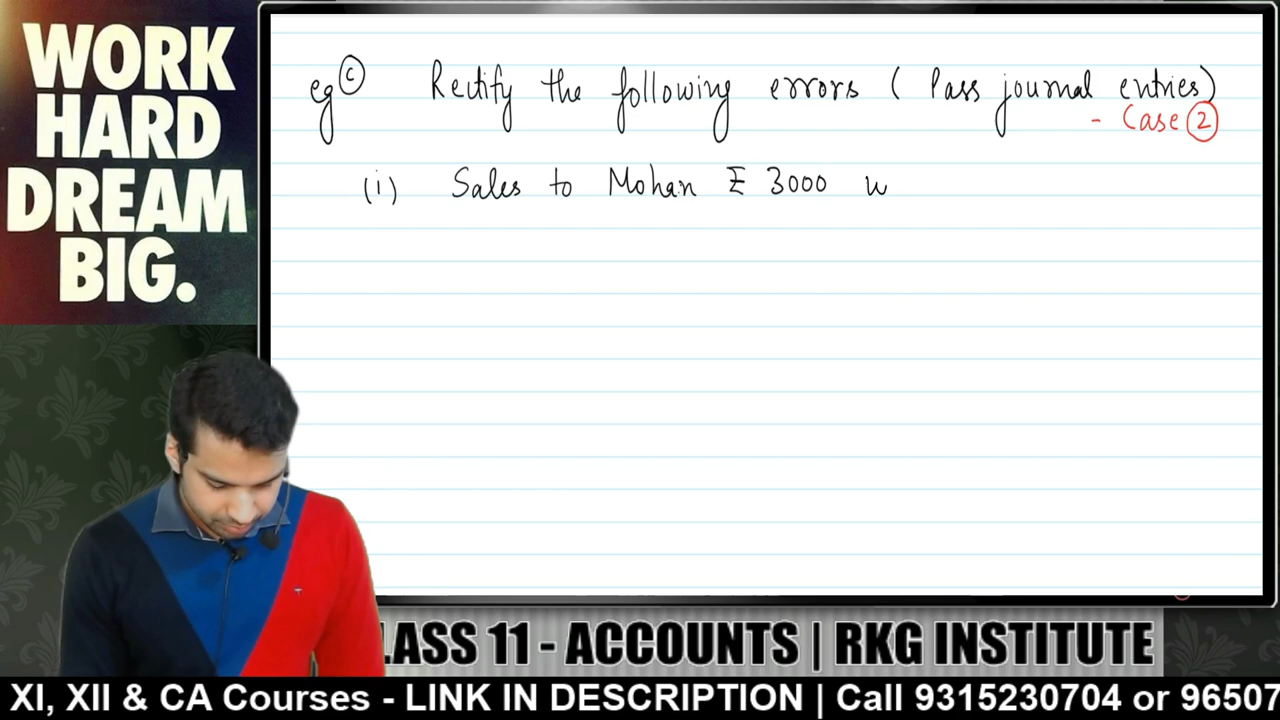 WORK
HARD
DREAM
BIG.
eg (c) Rectify the following errors ( Pass journal entries)
- Case (2)
(i) Sales to Mohan ₹ 3000 w
LASS 11 - ACCOUNTS | RKG INSTITUTE
XI, XII & CA Courses - LINK IN DESCRIPTION | Call 9315230704 or 96507